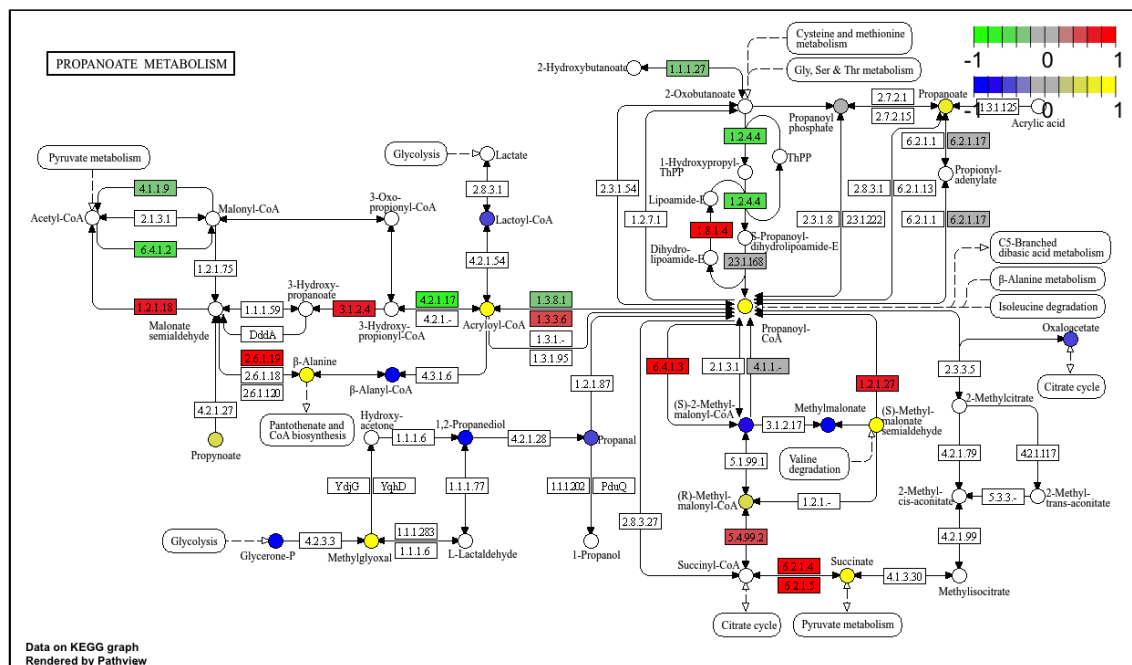 PROPANOATE METABOLISM
Cysteine and methionine
metabolism
Gly, Ser & Thr metabolism
-1 0 1
-1 0 1
2-Hydroxybutanoate
1.1.1.27
2-Oxobutanoate
Propanoyl
phosphate
2.7.2.1
2.7.2.15
Propanoate
1.3.1.125
Acrylic acid
1.2.4.4
ThPP
1-Hydroxypropyl-
ThPP
6.2.1.1
6.2.1.17
Propionyl-
adenylate
Pyruvate metabolism
Glycolysis
Lactate
2.8.3.1
Lactoyl-CoA
4.2.1.54
4.1.1.9
Acetyl-CoA
2.1.3.1
Malonyl-CoA
6.4.1.2
3-Oxo-
propionyl-CoA
2.3.1.54
1.2.7.1
Lipoamide-E
1.2.4.4
1.8.1.4
S-Propanoyl-
dihydrolipoamide-E
Dihydro-
lipoamide-E
2.3.1.168
2.3.1.8
2.3.1.222
2.8.3.1
6.2.1.13
6.2.1.1
6.2.1.17
C5-Branched
dibasic acid metabolism
β-Alanine metabolism
Isoleucine degradation
1.2.1.75
1.2.1.18
Malonate
semialdehyde
1.1.1.59
DddA
3-Hydroxy-
propanoate
3.1.2.4
3-Hydroxy-
propionyl-CoA
4.2.1.17
4.2.1.-
Acryloyl-CoA
1.3.8.1
1.3.3.6
1.3.1.-
1.3.1.95
Propanoyl-
CoA
Oxaloacetate
Citrate cycle
2.6.1.19
2.6.1.18
2.6.1.120
β-Alanine
β-Alanyl-CoA
4.3.1.6
Pantothenate and
CoA biosynthesis
4.2.1.27
Propynoate
1.2.1.87
6.4.1.3
2.1.3.1
4.1.1.-
1.2.1.27
2.3.3.5
(S)-2-Methyl-
malonyl-CoA
3.1.2.17
Methylmalonate
(S)-Methyl-
malonate
semialdehyde
Valine
degradation
2-Methylcitrate
4.2.1.79
4.2.1.117
Hydroxy-
acetone
1.1.1.6
1,2-Propanediol
4.2.1.28
Propanal
YdjG
YqhD
1.1.1.77
1.1.1.202
PduQ
5.1.99.1
(R)-Methyl-
malonyl-CoA
1.2.1.-
2-Methyl-
cis-aconitate
5.3.3.-
2-Methyl-
trans-aconitate
Glycolysis
Glycerone-P
4.2.3.3
Methylglyoxal
1.1.1.283
1.1.1.6
L-Lactaldehyde
1-Propanol
2.8.3.27
5.4.99.2
4.2.1.99
Succinyl-CoA
6.2.1.4
6.2.1.5
Succinate
4.1.3.30
Methylisocitrate
Citrate cycle
Pyruvate metabolism
Data on KEGG graph
Rendered by Pathview